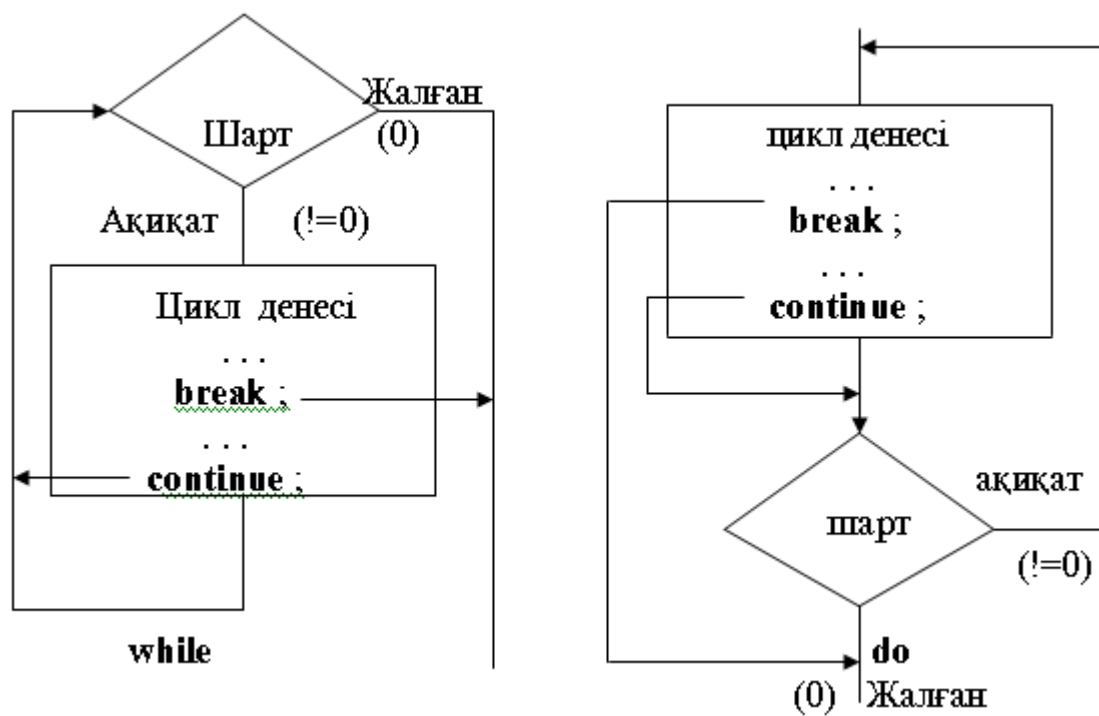 Жалған
Шарт (0)
Ақиқат (!=0)
Цикл денесі
. . .
break ;
. . .
continue ;
while
цикл денесі
. . .
break ;
. . .
continue ;
ақиқат
шарт
(!=0)
do
(0) Жалған